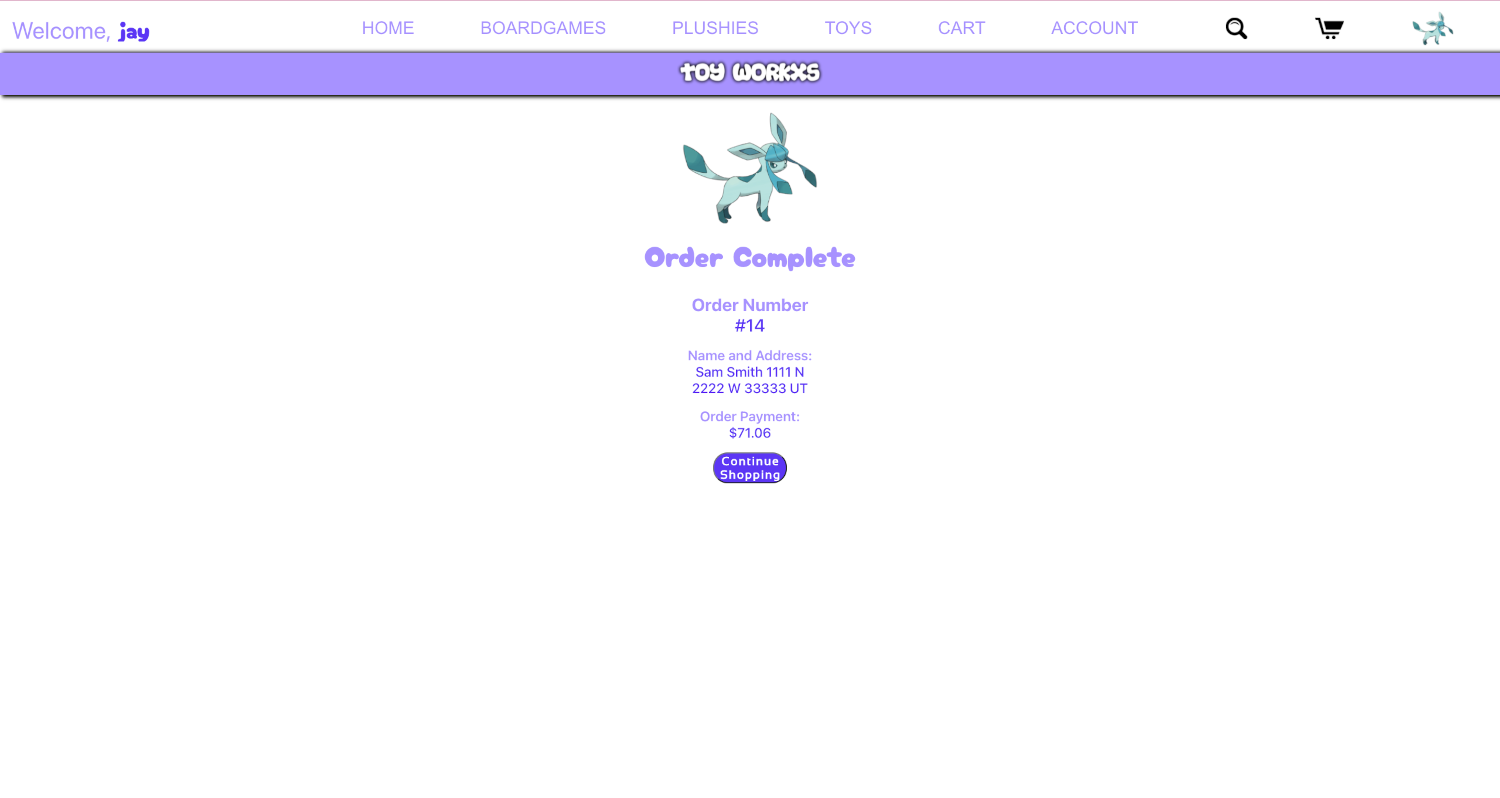 Welcome, jay
HOME
BOARDGAMES
PLUSHIES
TOYS
CART
ACCOUNT
TOY WORKXS
Order Complete
Order Number
#14
Name and Address:
Sam Smith 1111 N
2222 W 33333 UT
Order Payment:
$71.06
Continue
Shopping